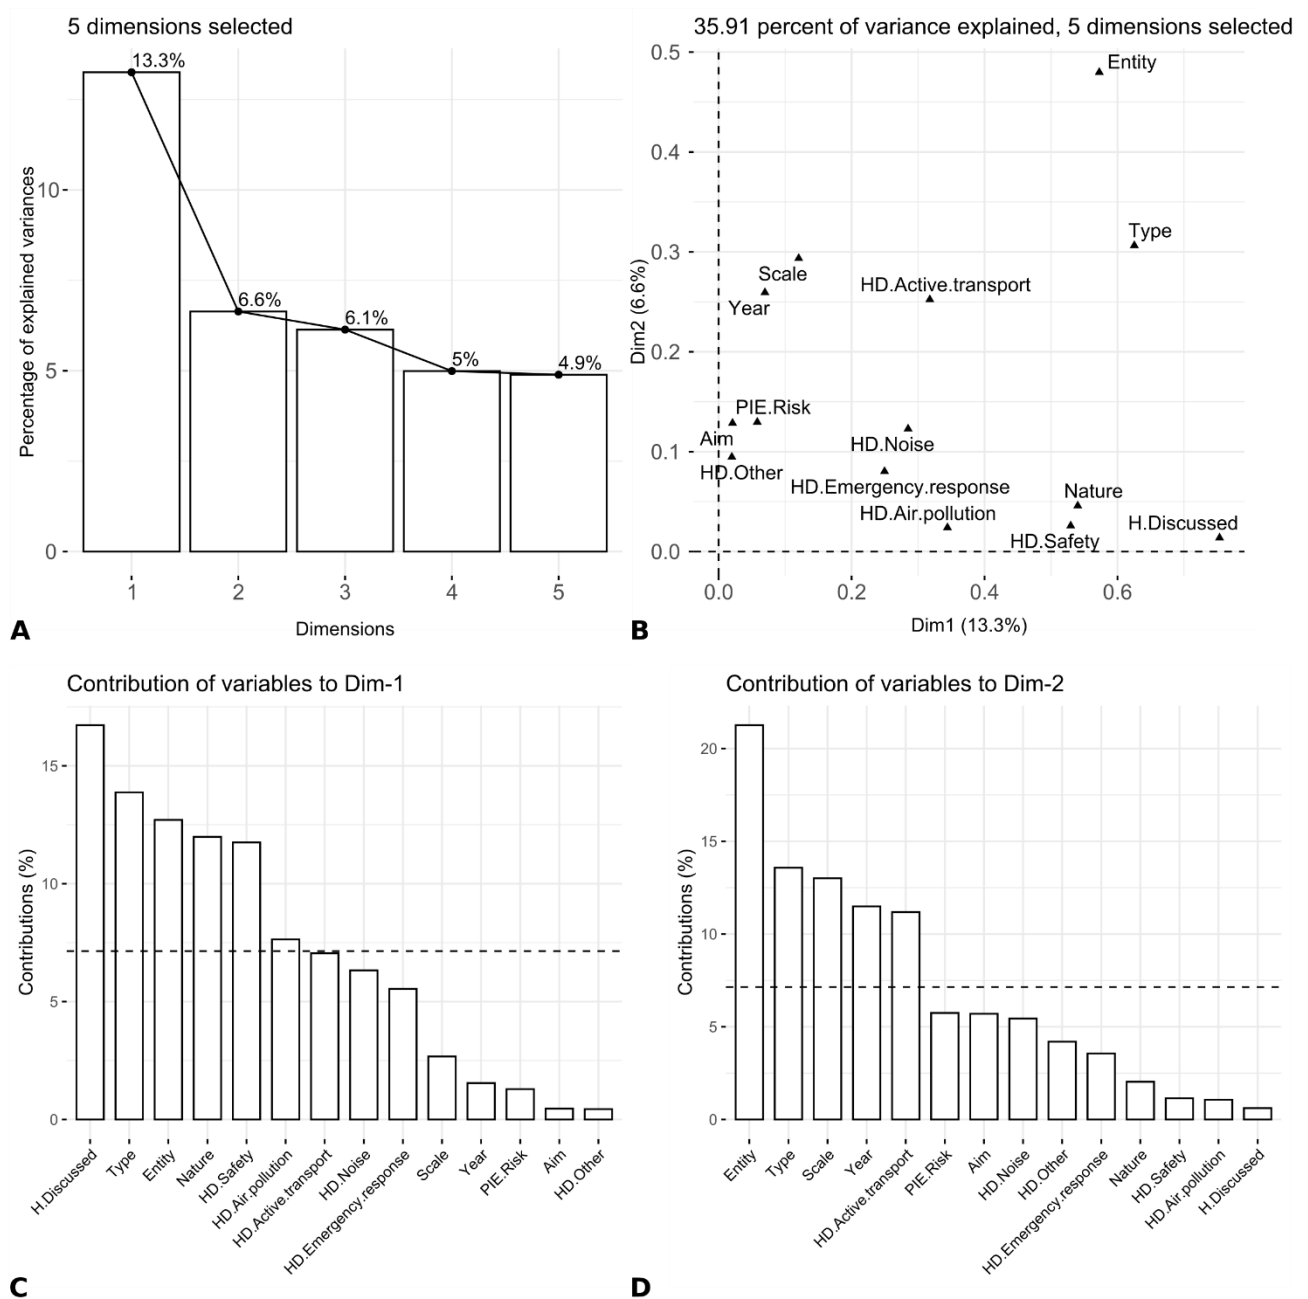 5 dimensions selected
13.3%
6.6%
6.1%
5%
4.9%
Percentage of explained variances
10
5
0
1 2 3 4 5
Dimensions
A
35.91 percent of variance explained, 5 dimensions selected
0.5
0.4
0.3
0.2
0.1
0.0
Dim2 (6.6%)
Entity
Type
Scale
HD.Active.transport
Year
PIE.Risk
Aim
HD.Noise
HD.Other
HD.Emergency.response
Nature
HD.Air.pollution
H.Discussed
HD.Safety
0.0 0.2 0.4 0.6
Dim1 (13.3%)
B
Contribution of variables to Dim-1
Contributions (%)
15
10
5
0
H.Discussed
Type
Entity
Nature
HD.Safety
HD.Air.pollution
HD.Active.transport
HD.Noise
HD.Emergency.response
Scale
Year
PIE.Risk
Aim
HD.Other
C
Contribution of variables to Dim-2
Contributions (%)
20
15
10
5
0
Entity
Type
Scale
Year
HD.Active.transport
PIE.Risk
Aim
HD.Noise
HD.Other
HD.Emergency.response
Nature
HD.Safety
HD.Air.pollution
H.Discussed
D